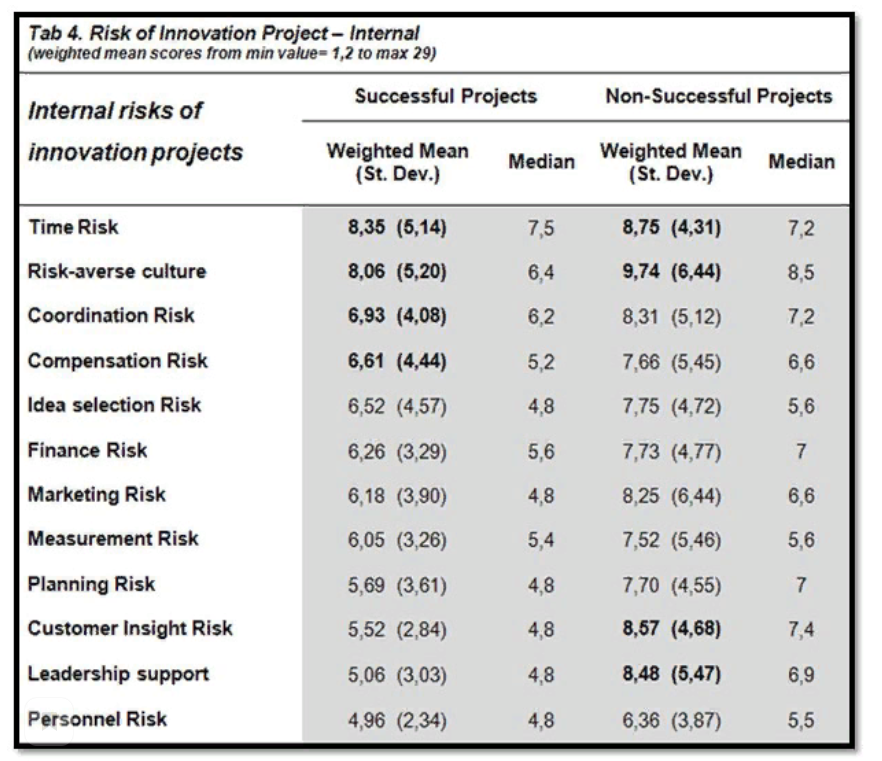 Tab 4. Risk of Innovation Project – Internal
(weighted mean scores from min value= 1,2 to max 29)
Internal risks of innovation projects
Successful Projects Non-Successful Projects
Weighted Mean (St. Dev.) Median Weighted Mean (St. Dev.) Median
Time Risk 8,35 (5,14) 7,5 8,75 (4,31) 7,2
Risk-averse culture 8,06 (5,20) 6,4 9,74 (6,44) 8,5
Coordination Risk 6,93 (4,08) 6,2 8,31 (5,12) 7,2
Compensation Risk 6,61 (4,44) 5,2 7,66 (5,45) 6,6
Idea selection Risk 6,52 (4,57) 4,8 7,75 (4,72) 5,6
Finance Risk 6,26 (3,29) 5,6 7,73 (4,77) 7
Marketing Risk 6,18 (3,90) 4,8 8,25 (6,44) 6,6
Measurement Risk 6,05 (3,26) 5,4 7,52 (5,46) 5,6
Planning Risk 5,69 (3,61) 4,8 7,70 (4,55) 7
Customer Insight Risk 5,52 (2,84) 4,8 8,57 (4,68) 7,4
Leadership support 5,06 (3,03) 4,8 8,48 (5,47) 6,9
Personnel Risk 4,96 (2,34) 4,8 6,36 (3,87) 5,5